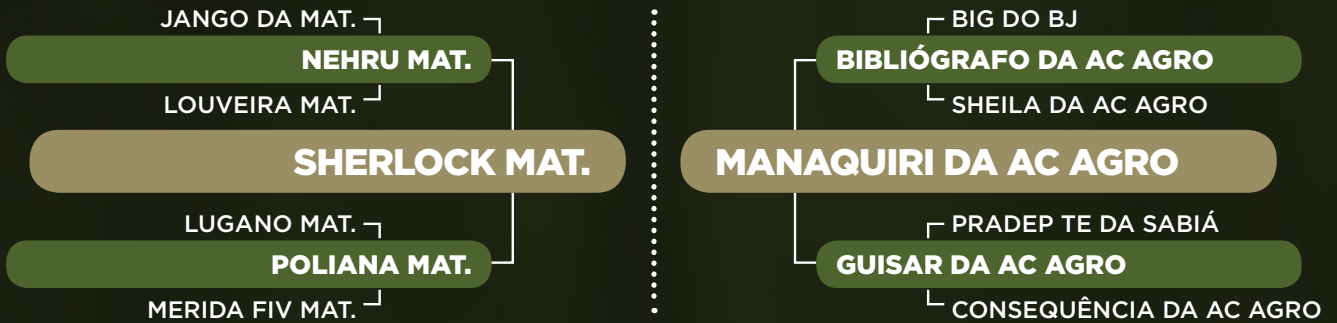 JANGO DA MAT.
NEHRU MAT.
LOUVEIRA MAT.
SHERLOCK MAT.
LUGANO MAT.
POLIANA MAT.
MERIDA FIV MAT.
BIG DO BJ
BIBLIÓGRAFO DA AC AGRO
SHEILA DA AC AGRO
MANAQUIRI DA AC AGRO
PRADEP TE DA SABIÁ
GUISAR DA AC AGRO
CONSEQUÊNCIA DA AC AGRO